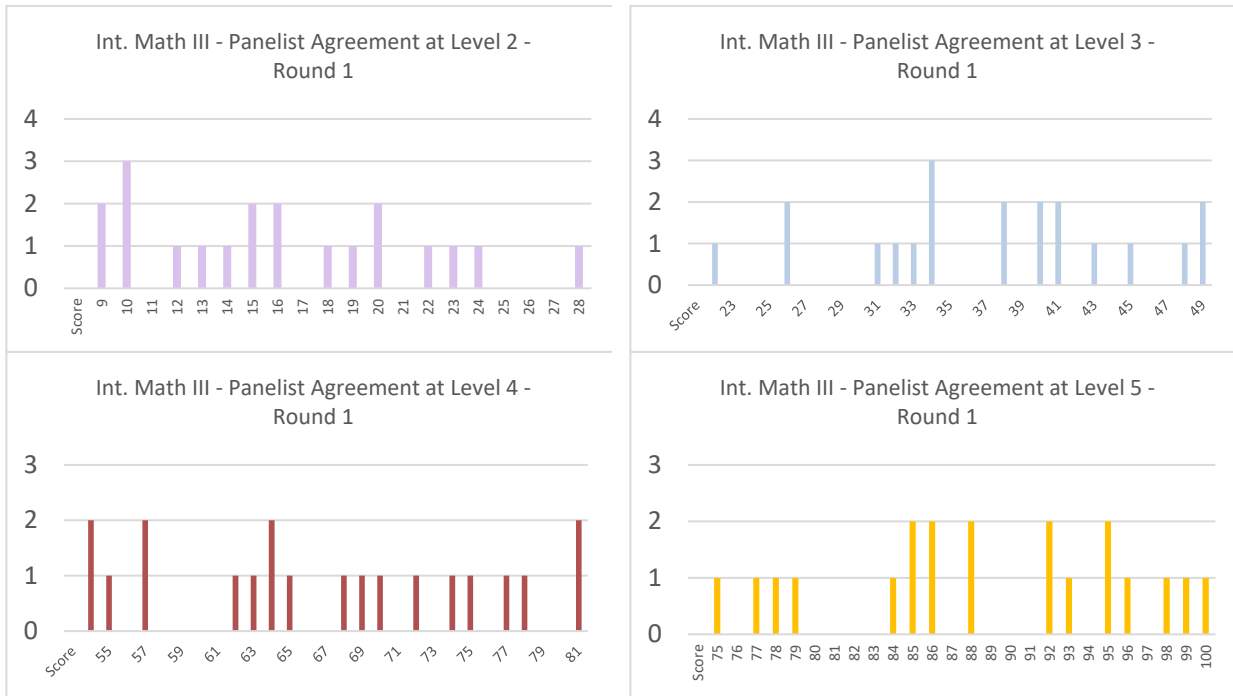 Int. Math III - Panelist Agreement at Level 2 -
Round 1
4
3
2
1
0
Score 9 10 11 12 13 14 15 16 18 19 20 21 22 23 24 25 26 27 28
Int. Math III - Panelist Agreement at Level 3 -
Round 1
4
3
2
1
0
Score 23 25 27 29 31 33 35 37 39 41 43 45 47 49
Int. Math III - Panelist Agreement at Level 4 -
Round 1
3
2
1
0
Score 55 57 59 61 63 65 67 69 71 73 75 77 79 81
Int. Math III - Panelist Agreement at Level 5 -
Round 1
3
2
1
0
Score 75 76 77 78 79 80 81 82 83 84 85 86 88 89 90 91 92 93 94 95 96 98 99 100